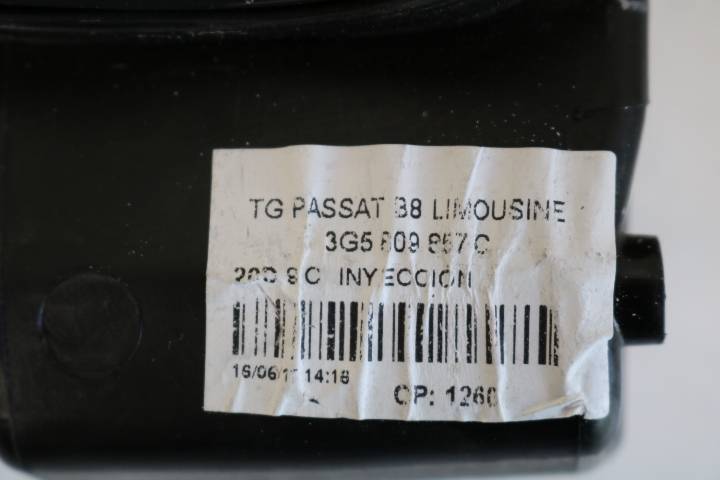 TG PASSAT B8 LIMOUSINE
3G5 809 857 C
INYECCION
14:18
OP: 1260